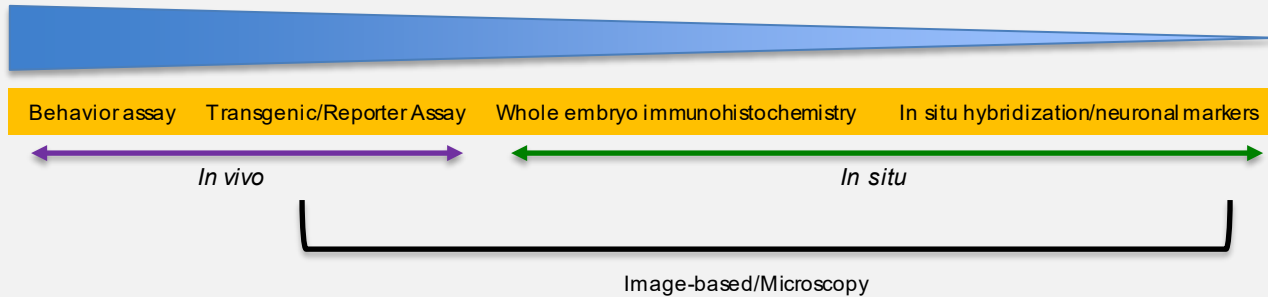 Behavior assay Transgenic/Reporter Assay Whole embryo immunohistochemistry In situ hybridization/neuronal markers
In vivo In situ
Image-based/Microscopy